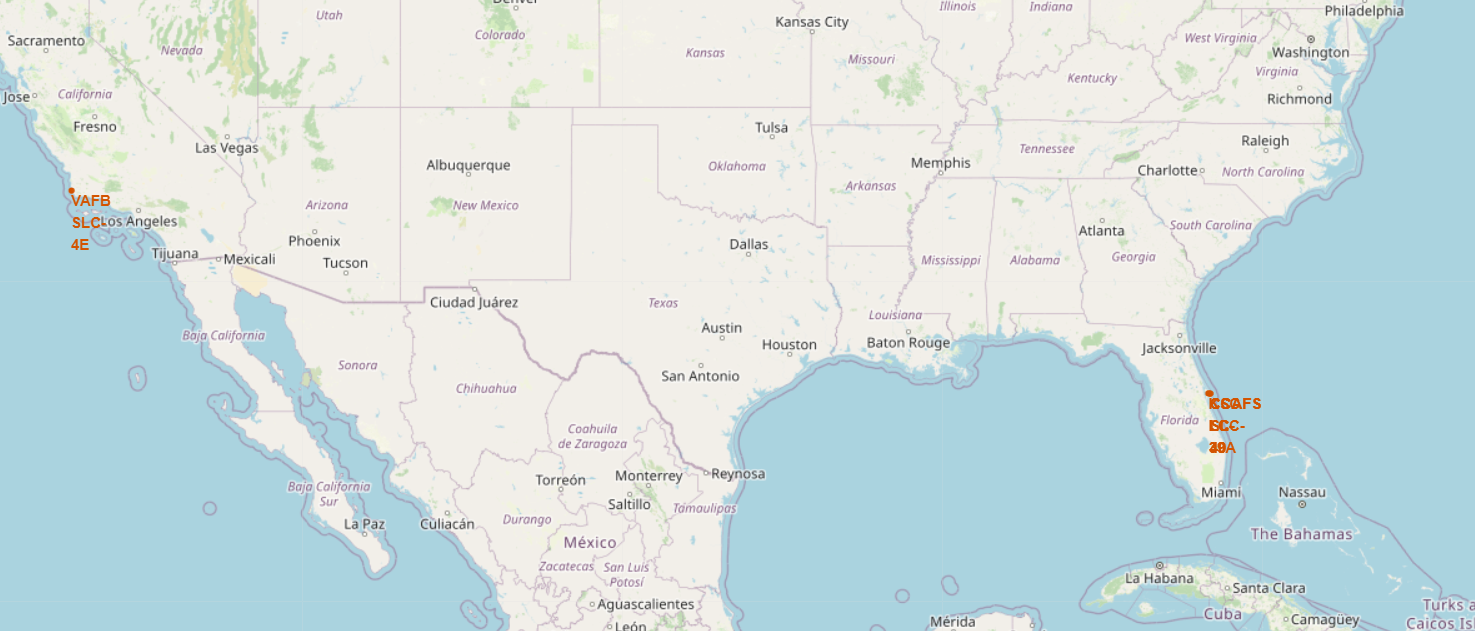 Utah
Denver
Colorado
Kansas City
Illinois
Indiana
Philadelphia
Sacramento
Nevada
Kansas
Missouri
West Virginia
Washington
Virginia
Kentucky
Jose
California
Fresno
Richmond
Las Vegas
Tulsa
Raleigh
Albuquerque
Oklahoma
Memphis
Tennessee
Charlotte
North Carolina
Arkansas
VAFB
SLC-
4E
Los Angeles
Arizona
New Mexico
Atlanta
South Carolina
Phoenix
Dallas
Tijuana
Mexicali
Tucson
Mississippi
Alabama
Georgia
Ciudad Juárez
Texas
Louisiana
Baja California
Austin
Houston
Baton Rouge
Jacksonville
Sonora
Chihuahua
San Antonio
Florida
Coahuila
de Zaragoza
Torreón
Monterrey
Reynosa
Baja California
Sur
Saltillo
Tamaulipas
Miami
Nassau
La Paz
Culiacán
Durango
México
The Bahamas
Zacatecas
San Luis
Potosí
La Habana
Santa Clara
Aguascalientes
Cuba
Camagüey
Turks a
Caicos Isl
León
Mérida